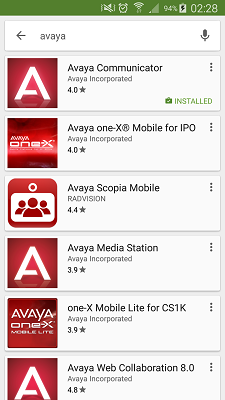 94% 02:28
avaya
Avaya Communicator
Avaya Incorporated
4.0★
INSTALLED
AVAYA
one-X
Avaya one-X® Mobile for IPO
Avaya Incorporated
4.0★
Avaya Scopia Mobile
RADVISION
4.4★
Avaya Media Station
Avaya Incorporated
3.9★
AVAYA
one-X
MOBILE LITE
one-X Mobile Lite for CS1K
Avaya Incorporated
3.9★
Avaya Web Collaboration 8.0
Avaya Incorporated
4.8★